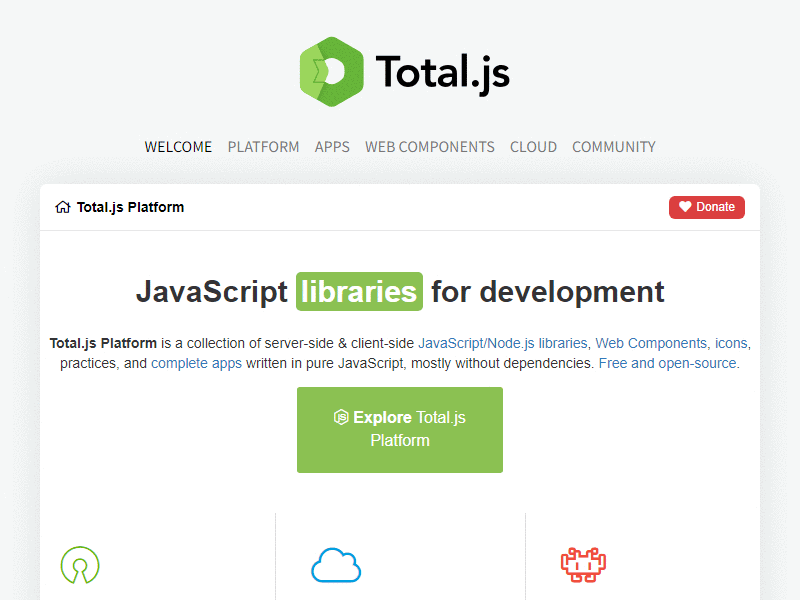 Total.js
WELCOME PLATFORM APPS WEB COMPONENTS CLOUD COMMUNITY
Total.js Platform
Donate
JavaScript libraries for development
Total.js Platform is a collection of server-side & client-side JavaScript/Node.js libraries, Web Components, icons,
practices, and complete apps written in pure JavaScript, mostly without dependencies. Free and open-source.
Explore Total.js
Platform